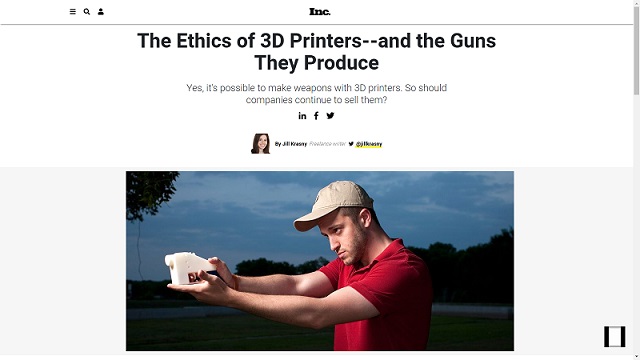 Inc.
The Ethics of 3D Printers--and the Guns
They Produce
Yes, it's possible to make weapons with 3D printers. So should
companies continue to sell them?
By Jill Krasny Freelance writer @jillkrasny